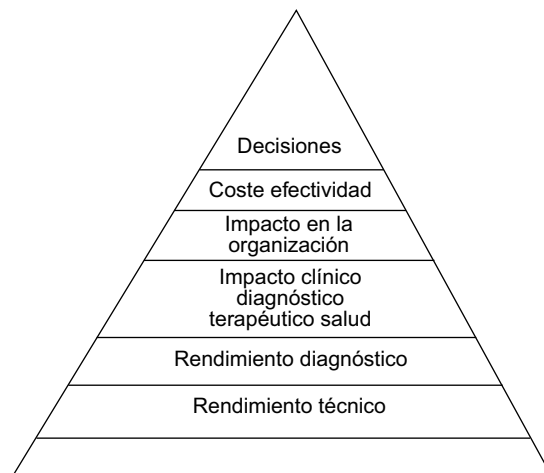 Decisiones
Coste efectividad
Impacto en la
organización
Impacto clínico
diagnóstico
terapéutico salud
Rendimiento diagnóstico
Rendimiento técnico